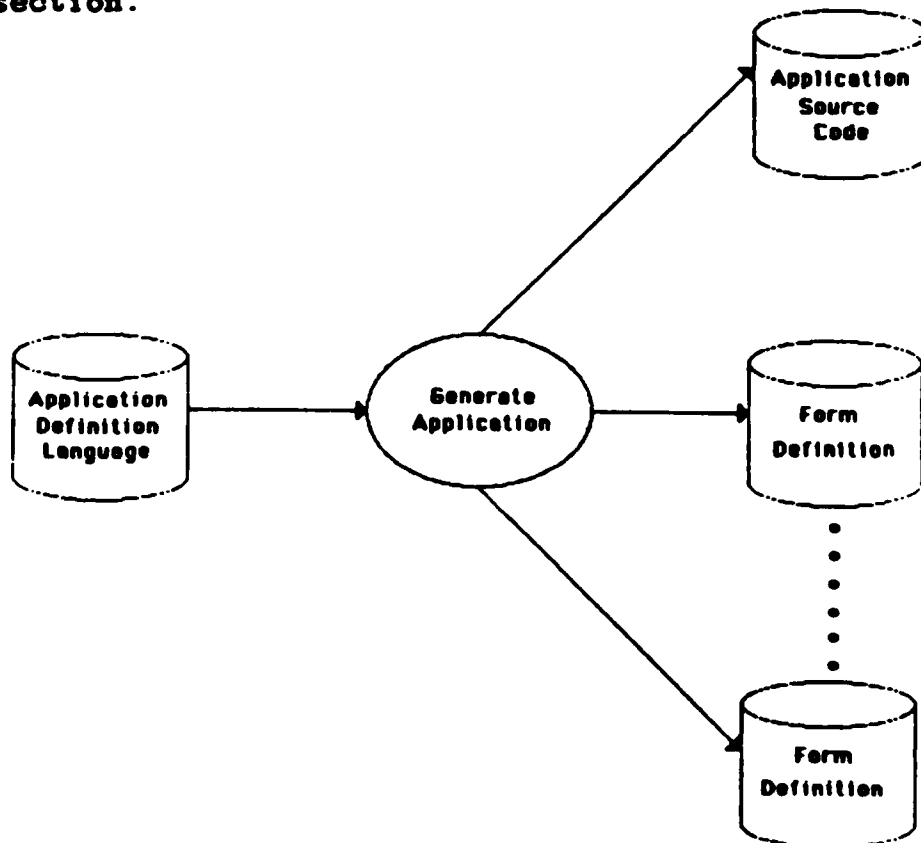 section.
Application
Source
Code
Application
Definition
Language
Generate
Application
Form
Definition
Form
Definition